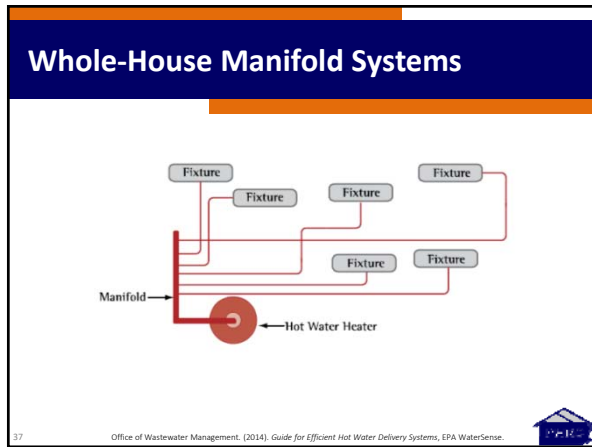 Whole-House Manifold Systems
Fixture
Fixture
Fixture
Fixture
Fixture
Fixture
Manifold
Hot Water Heater
37
Office of Wastewater Management. (2014). Guide for Efficient Hot Water Delivery Systems, EPA WaterSense.